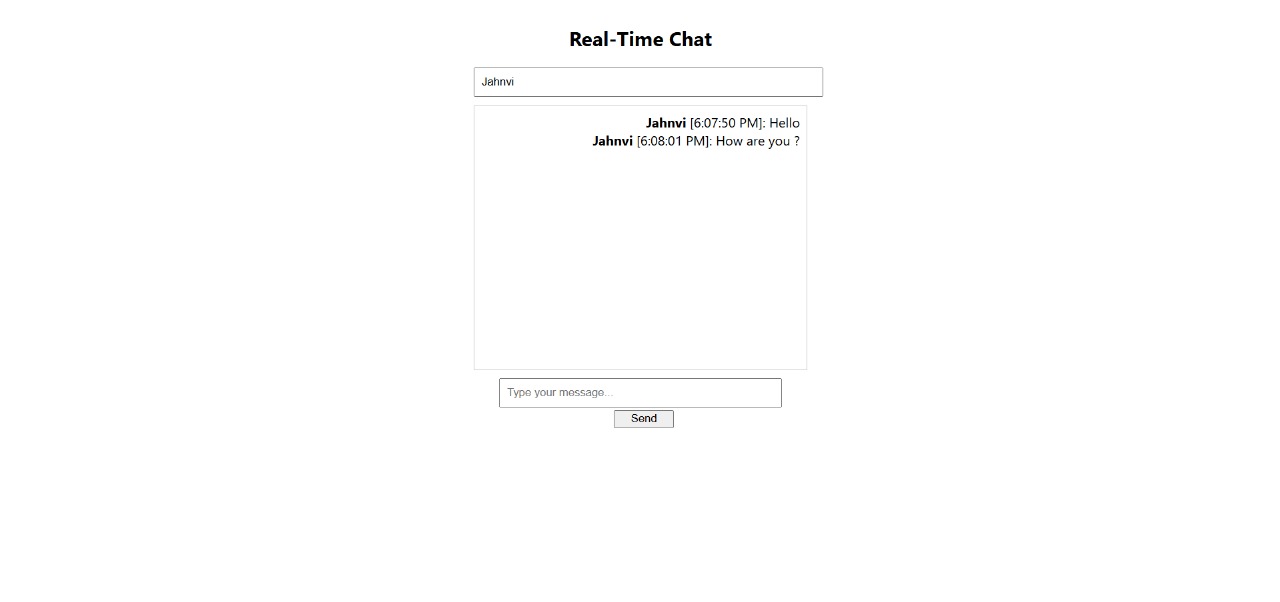 Real-Time Chat
Jahnvi
Jahnvi [6:07:50 PM]: Hello
Jahnvi [6:08:01 PM]: How are you ?
Type your message...
Send